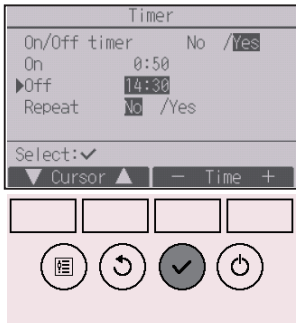 Timer
On/Off timer No /Yes
On 0:50
▶Off 14:30
Repeat No /Yes
Select:✓
▼ Cursor ▲ − Time +